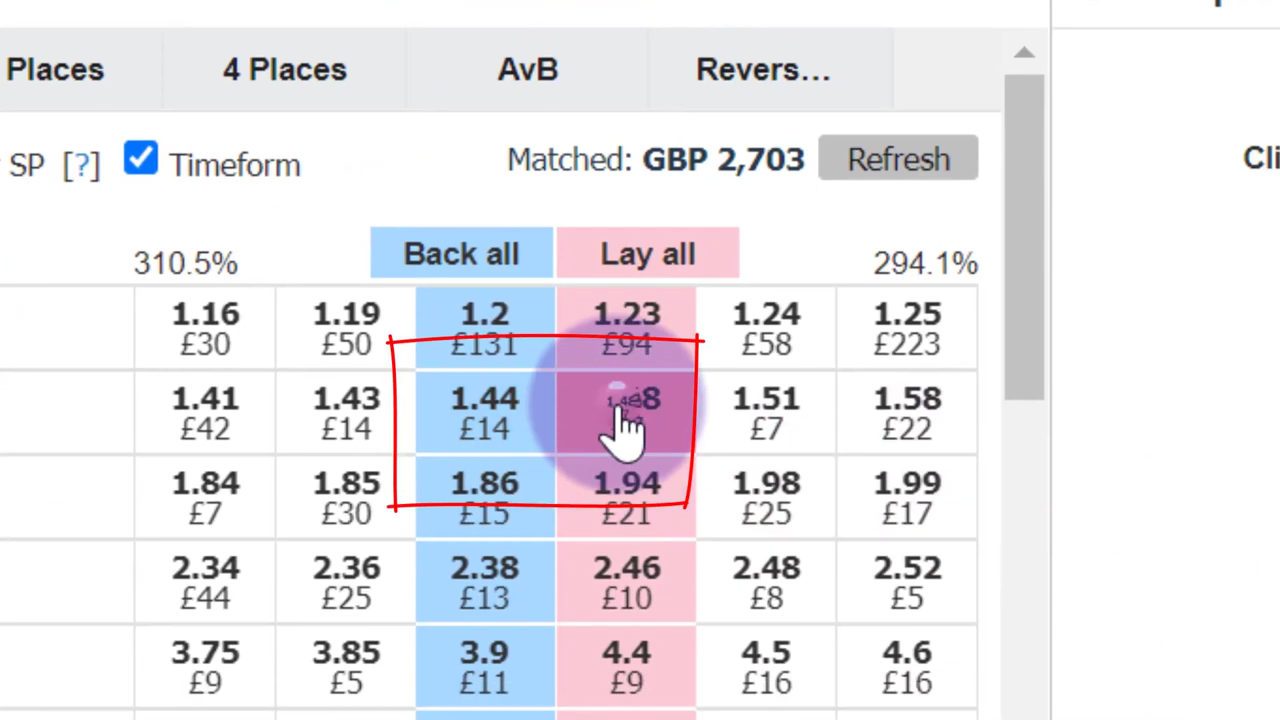 Places 4 Places AvB Revers...
SP [?] Timeform Matched: GBP 2,703 Refresh
310.5% Back all Lay all 294.1%
1.16 1.19 1.2 1.23 1.24 1.25
£30 £50 £131 £94 £58 £223
1.41 1.43 1.44 1.51 1.58
£42 £14 £14 £7 £22
1.84 1.85 1.86 1.94 1.98 1.99
£7 £30 £15 £21 £25 £17
2.34 2.36 2.38 2.46 2.48 2.52
£44 £25 £13 £10 £8 £5
3.75 3.85 3.9 4.4 4.5 4.6
£9 £5 £11 £9 £16 £16